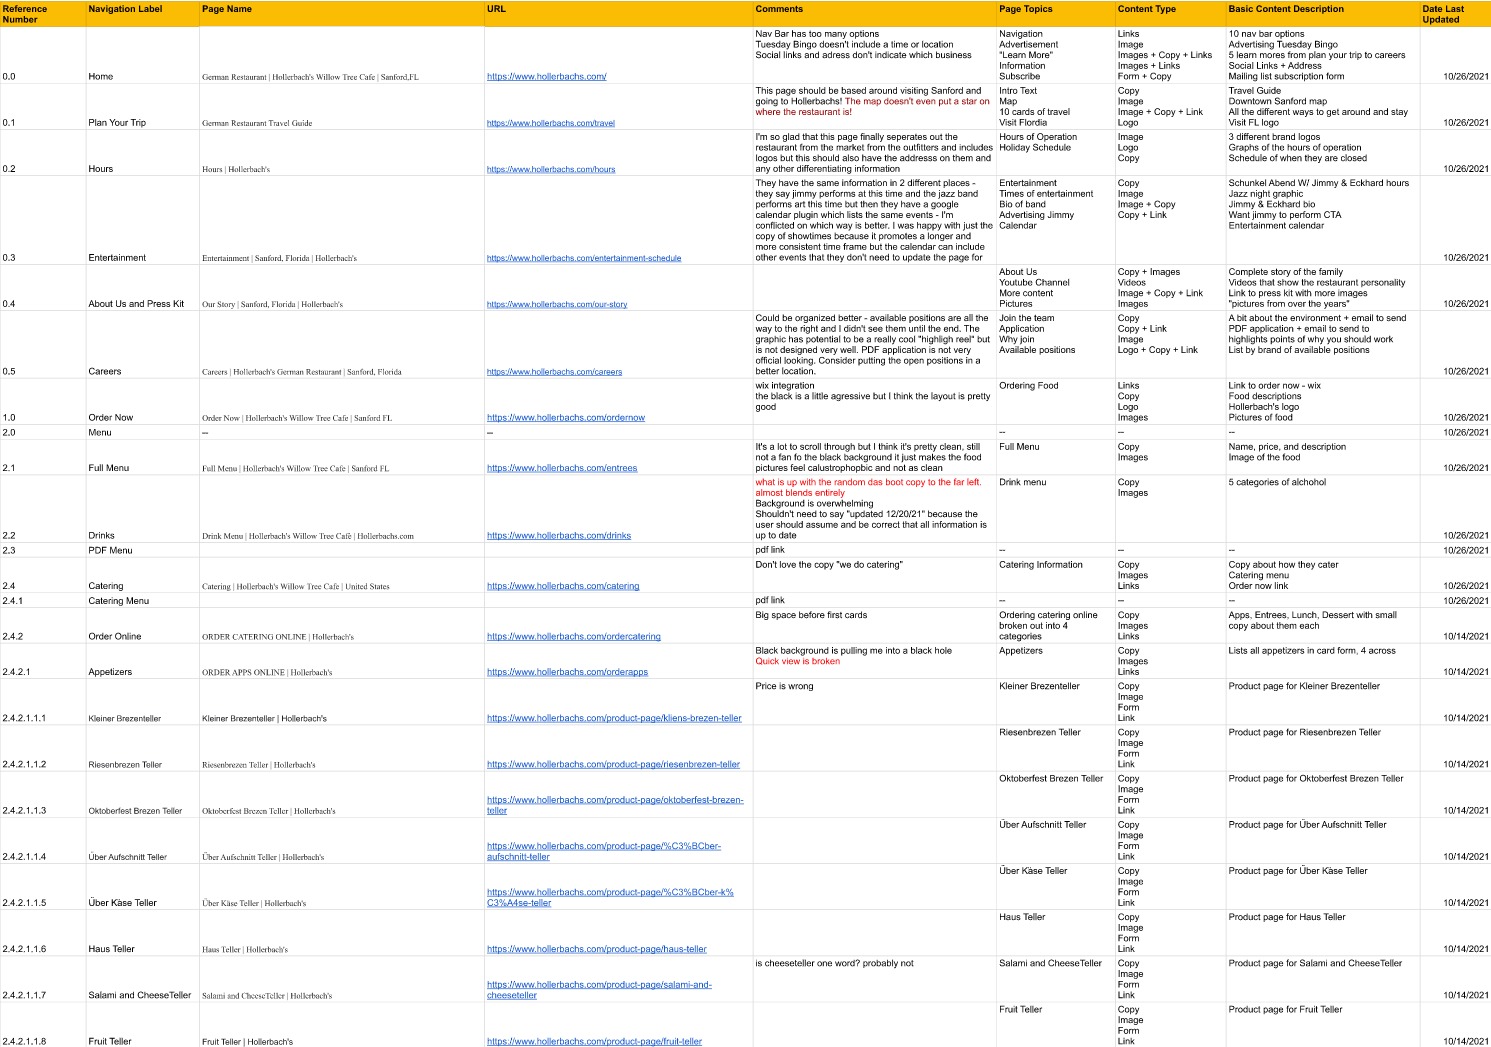 Reference Number	Navigation Label	Page Name	URL	Comments	Page Topics	Content Type	Basic Content Description	Date Last Updated
Nav Bar has too many options	Navigation	Links	10 nav bar options
Tuesday Bingo doesn't include a time or location	Advertisement	Image	Advertising Tuesday Bingo
Social links and adress don't indicate which business	"Learn More"	Images + Copy + Links	5 learn mores from plan your trip to careers
Information	Images + Links	Social Links + Address
0.0	Home	German Restaurant | Hollerbach's Willow Tree Cafe | Sanford,FL	https://www.hollerbachs.com/	Subscribe	Form + Copy	Mailing list subscription form	10/26/2021
This page should be based around visiting Sanford and	Intro Text	Copy	Travel Guide
going to Hollerbachs! The map doesn't even put a star on	Map	Image	Downtown Sanford map
where the restaurant is!	10 cards of travel	Image + Copy + Link	All the different ways to get around and stay
0.1	Plan Your Trip	German Restaurant Travel Guide	https://www.hollerbachs.com/travel	Visit Flordia	Logo	Visit FL logo	10/26/2021
I'm so glad that this page finally seperates out the	Hours of Operation	Image	3 different brand logos
restaurant from the market from the outfitters and includes	Holiday Schedule	Logo	Graphs of the hours of operation
logos but this should also have the addresss on them and	Copy	Schedule of when they are closed
0.2	Hours	Hours | Hollerbach's	https://www.hollerbachs.com/hours	any other differentiating information	10/26/2021
They have the same information in 2 different places -	Entertainment	Copy	Schunkel Abend W/ Jimmy & Eckhard hours
they say jimmy performs at this time and the jazz band	Times of entertainment	Image	Jazz night graphic
performs art this time but then they have a google	Bio of band	Image + Copy	Jimmy & Eckhard bio
calendar plugin which lists the same events - I'm	Advertising Jimmy	Copy + Link	Want jimmy to perform CTA
conflicted on which way is better. I was happy with just the	Calendar	Entertainment calendar
copy of showtimes because it promotes a longer and
more consistent time frame but the calendar can include
0.3	Entertainment	Entertainment | Sanford, Florida | Hollerbach's	https://www.hollerbachs.com/entertainment-schedule	other events that they don't need to update the page for	10/26/2021
About Us	Copy + Images	Complete story of the family
Youtube Channel	Videos	Videos that show the restaurant personality
More content	Image + Copy + Link	Link to press kit with more images
0.4	About Us and Press Kit	Our Story | Sanford, Florida | Hollerbach's	https://www.hollerbachs.com/our-story	Pictures	Images	"pictures from over the years"	10/26/2021
Could be organized better - available positions are all the	Join the team	Copy	A bit about the environment + email to send
way to the right and I didn't see them until the end. The	Application	Copy + Link	PDF application + email to send to
graphic has potential to be a really cool "highligh reel" but	Why join	Image	highlights points of why you should work
is not designed very well. PDF application is not very	Available positions	Logo + Copy + Link	List by brand of available positions
official looking. Consider putting the open positions in a
0.5	Careers	Careers | Hollerbach's German Restaurant | Sanford, Florida	https://www.hollerbachs.com/careers	better location.	10/26/2021
wix integration	Ordering Food	Links	Link to order now - wix
the black is a little agressive but I think the layout is pretty	Copy	Food descriptions
good	Logo	Hollerbach's logo
1.0	Order Now	Order Now | Hollerbach's Willow Tree Cafe | Sanford FL	https://www.hollerbachs.com/ordernow	Images	Pictures of food	10/26/2021
2.0	Menu	--	--	--	--	--	10/26/2021
It's a lot to scroll through but I think it's pretty clean, still	Full Menu	Copy	Name, price, and description
not a fan fo the black background it just makes the food	Images	Image of the food
2.1	Full Menu	Full Menu | Hollerbach's Willow Tree Cafe | Sanford FL	https://www.hollerbachs.com/entrees	pictures feel calustrophopbic and not as clean	10/26/2021
what is up with the random das boot copy to the far left.	Drink menu	Copy	5 categories of alchohol
almost blends entirely	Images
Background is overwhelming
Shouldn't need to say "updated 12/20/21" because the
user should assume and be correct that all information is
2.2	Drinks	Drink Menu | Hollerbach's Willow Tree Café | Hollerbachs.com	https://www.hollerbachs.com/drinks	up to date	10/26/2021
2.3	PDF Menu	pdf link	--	--	--	10/26/2021
Don't love the copy "we do catering"	Catering Information	Copy	Copy about how they cater
Images	Catering menu
2.4	Catering	Catering | Hollerbach's Willow Tree Cafe | United States	https://www.hollerbachs.com/catering	Links	Order now link	10/26/2021
2.4.1	Catering Menu	pdf link	--	--	--	10/26/2021
Big space before first cards	Ordering catering online	Copy	Apps, Entrees, Lunch, Dessert with small
broken out into 4	Images	copy about them each
2.4.2	Order Online	ORDER CATERING ONLINE | Hollerbach's	https://www.hollerbachs.com/ordercatering	categories	Links	10/14/2021
Black background is pulling me into a black hole	Appetizers	Copy	Lists all appetizers in card form, 4 across
Quick view is broken	Images
2.4.2.1	Appetizers	ORDER APPS ONLINE | Hollerbach's	https://www.hollerbachs.com/orderapps	Links	10/14/2021
Price is wrong	Kleiner Brezenteller	Copy	Product page for Kleiner Brezenteller
Image
Form
2.4.2.1.1.1	Kleiner Brezenteller	Kleiner Brezenteller | Hollerbach's	https://www.hollerbachs.com/product-page/kliens-brezen-teller	Link	10/14/2021
Riesenbrezen Teller	Copy	Product page for Riesenbrezen Teller
Image
Form
2.4.2.1.1.2	Riesenbrezen Teller	Riesenbrezen Teller | Hollerbach's	https://www.hollerbachs.com/product-page/riesenbrezen-teller	Link	10/14/2021
Oktoberfest Brezen Teller	Copy	Product page for Oktoberfest Brezen Teller
Image
https://www.hollerbachs.com/product-page/oktoberfest-brezen-	Form
2.4.2.1.1.3	Oktoberfest Brezen Teller	Oktoberfest Brezen Teller | Hollerbach's	teller	Link	10/14/2021
Über Aufschnitt Teller	Copy	Product page for Über Aufschnitt Teller
Image
https://www.hollerbachs.com/product-page/%C3%BCber-	Form
2.4.2.1.1.4	Über Aufschnitt Teller	Über Aufschnitt Teller | Hollerbach's	aufschnitt-teller	Link	10/14/2021
Über Käse Teller	Copy	Product page for Über Käse Teller
Image
https://www.hollerbachs.com/product-page/%C3%BCber-k%	Form
2.4.2.1.1.5	Über Käse Teller	Über Käse Teller | Hollerbach's	C3%A4se-teller	Link	10/14/2021
Haus Teller	Copy	Product page for Haus Teller
Image
Form
2.4.2.1.1.6	Haus Teller	Haus Teller | Hollerbach's	https://www.hollerbachs.com/product-page/haus-teller	Link	10/14/2021
is cheeseteller one word? probably not	Salami and CheeseTeller	Copy	Product page for Salami and CheeseTeller
Image
https://www.hollerbachs.com/product-page/salami-and-	Form
2.4.2.1.1.7	Salami and CheeseTeller	Salami and CheeseTeller | Hollerbach's	cheeseteller	Link	10/14/2021
Fruit Teller	Copy	Product page for Fruit Teller
Image
Form
2.4.2.1.1.8	Fruit Teller	Fruit Teller | Hollerbach's	https://www.hollerbachs.com/product-page/fruit-teller	Link	10/14/2021